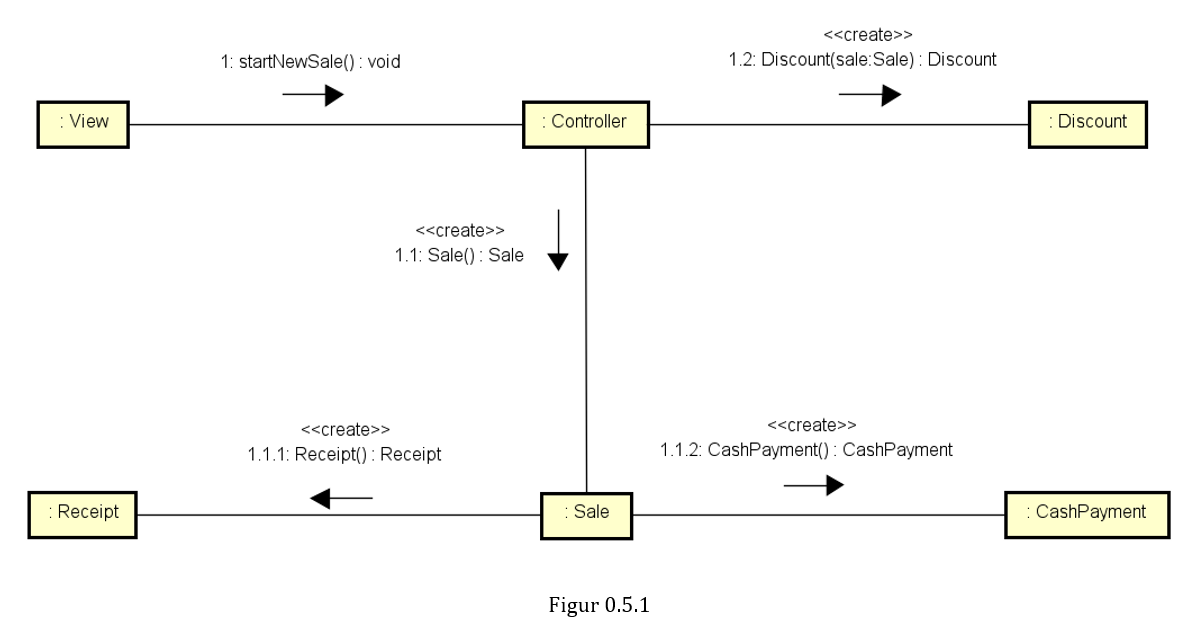 <<create>>
1: startNewSale() : void
1.2: Discount(sale:Sale) : Discount
: View
: Controller
: Discount
<<create>>
1.1: Sale() : Sale
<<create>>
1.1.1: Receipt() : Receipt
<<create>>
1.1.2: CashPayment() : CashPayment
: Receipt
: Sale
: CashPayment
Figur 0.5.1